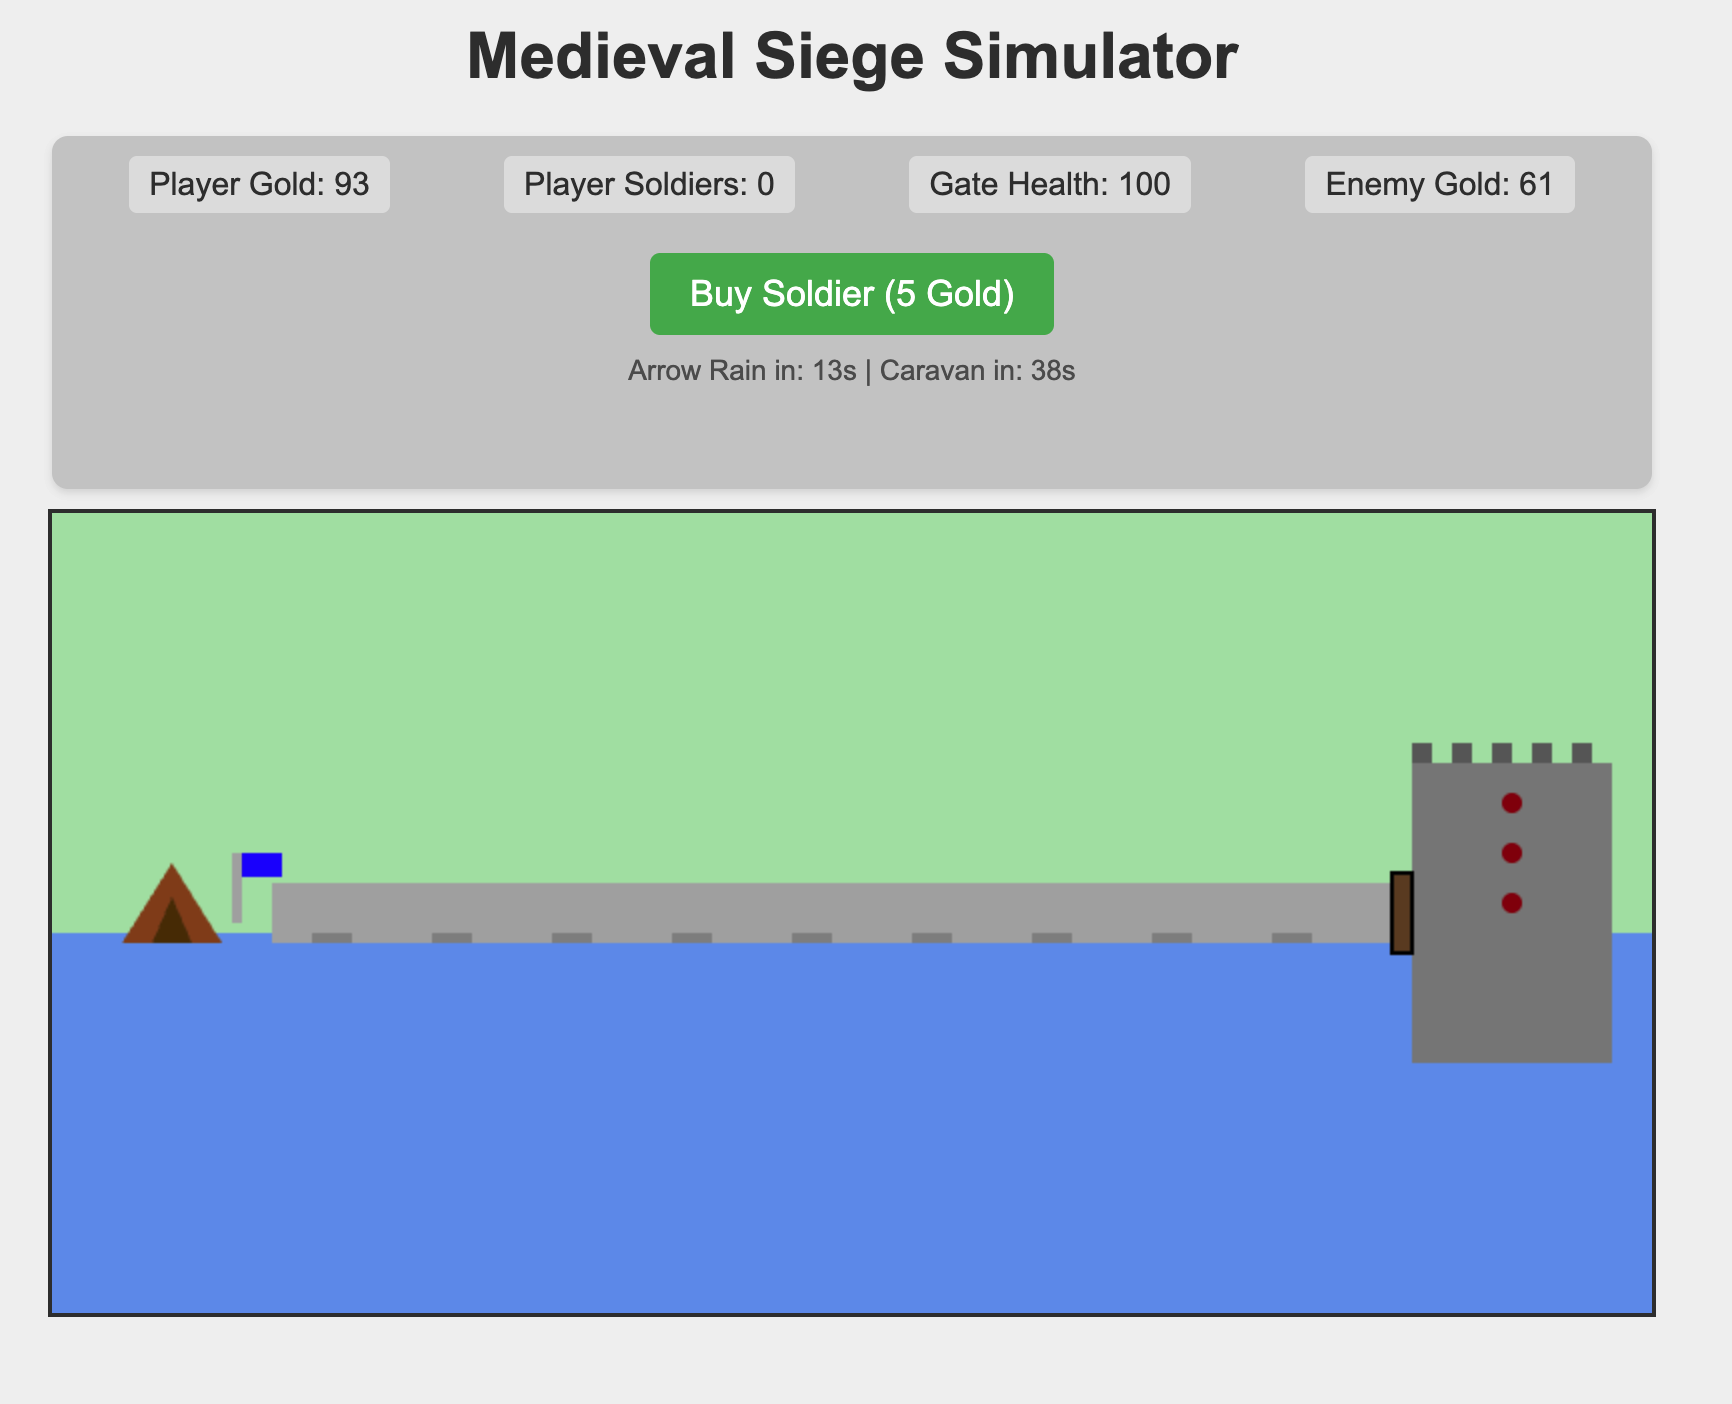 Medieval Siege Simulator
Player Gold: 93
Player Soldiers: 0
Gate Health: 100
Enemy Gold: 61
Buy Soldier (5 Gold)
Arrow Rain in: 13s | Caravan in: 38s